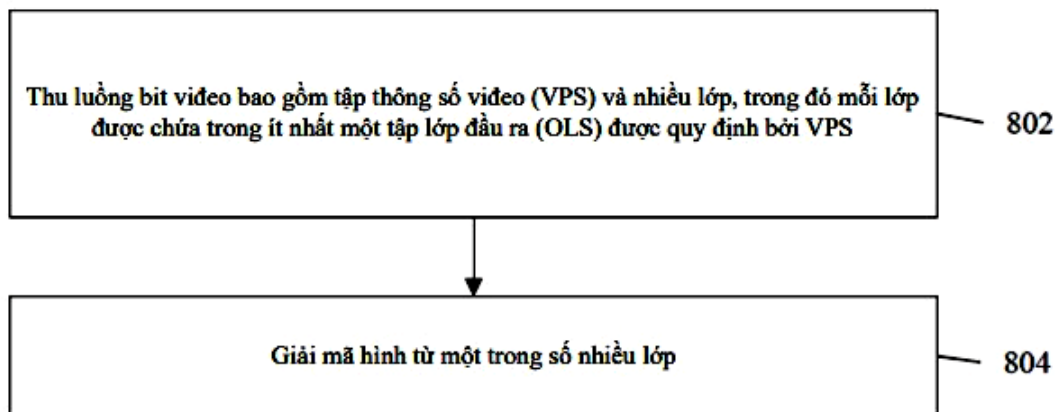 Thu luồng bit viđeo bao gồm tập thông số viđeo (VPS) và nhiều lớp, trong đó mỗi lớp
được chứa trong ít nhất một tập lớp đầu ra (OLS) được quy định bởi VPS
802
Giải mã hình từ một trong số nhiều lớp
804